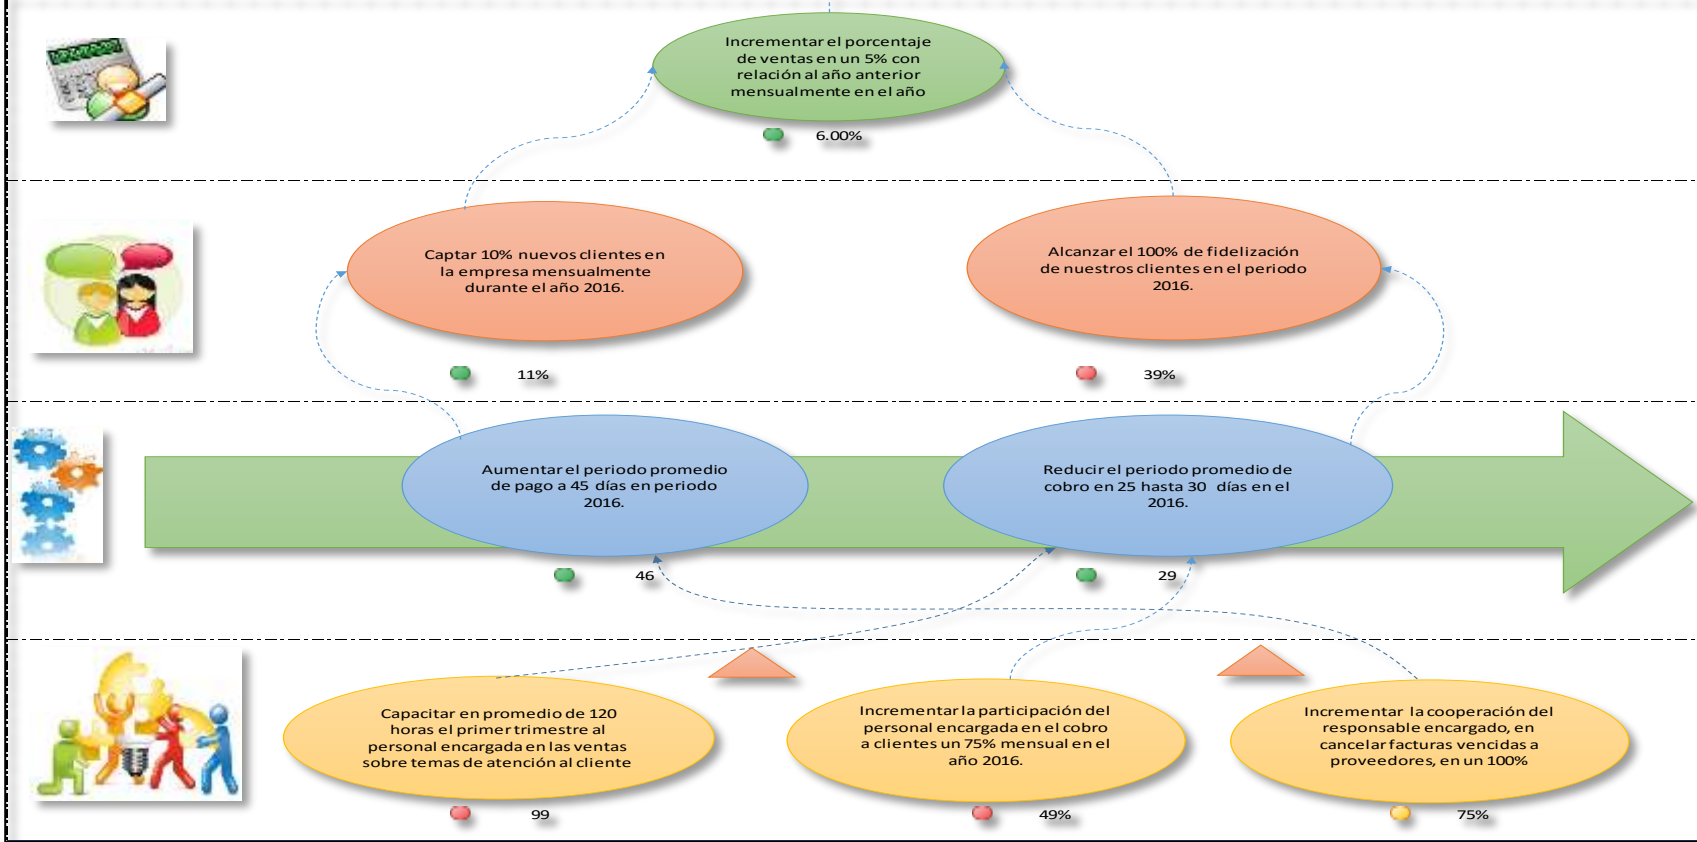 Incrementar el porcentaje
de ventas en un 5% con
relación al año anterior
mensualmente en el año
6.00%
Captar 10% nuevos clientes en
la empresa mensualmente
durante el año 2016.
Alcanzar el 100% de fidelización
de nuestros clientes en el periodo
2016.
11%
39%
Aumentar el periodo promedio
de pago a 45 días en periodo
2016.
Reducir el periodo promedio de
cobro en 25 hasta 30 días en el
2016.
46
29
Capacitar en promedio de 120
horas el primer trimestre al
personal encargada en las ventas
sobre temas de atención al cliente
Incrementar la participación del
personal encargada en el cobro
a clientes un 75% mensual en el
año 2016.
Incrementar la cooperación del
responsable encargado, en
cancelar facturas vencidas a
proveedores, en un 100%
99
49%
75%